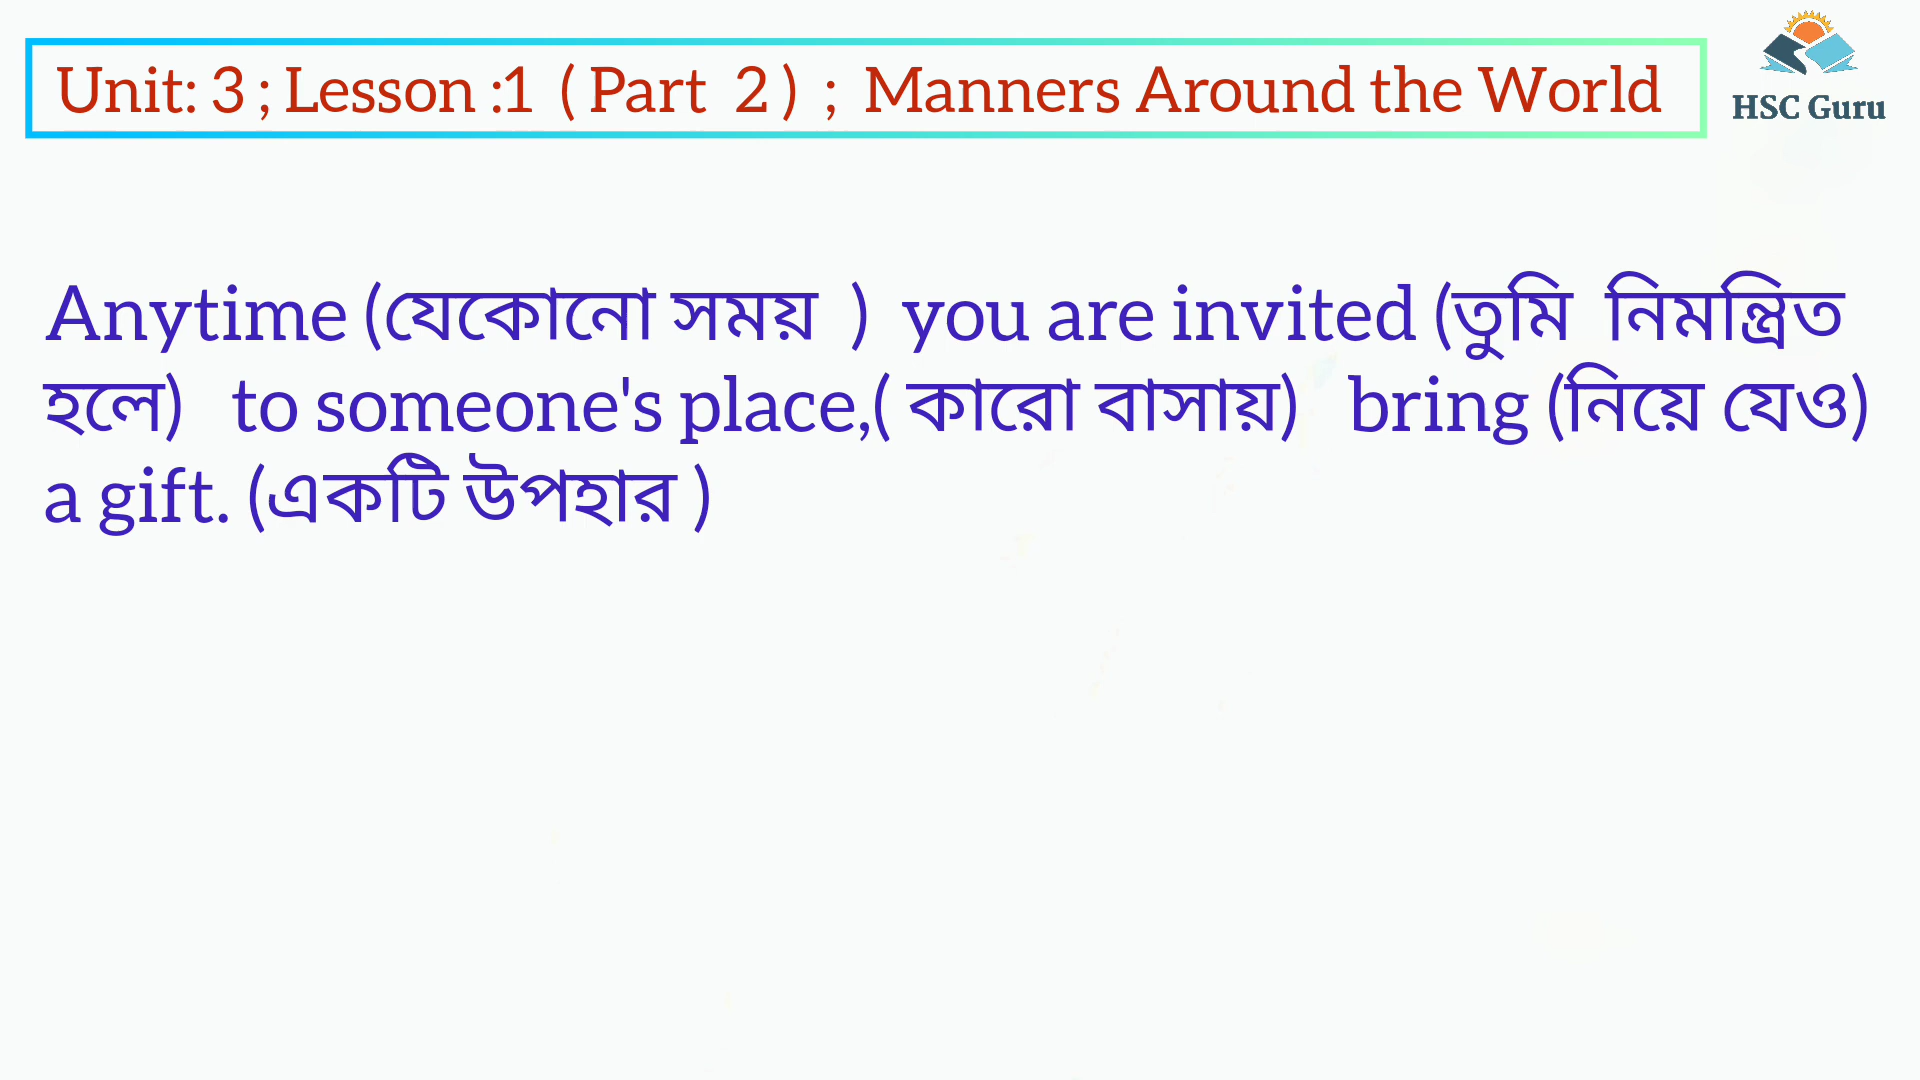 Unit: 3 ; Lesson :1 ( Part 2 ) ; Manners Around the World
HSC Guru
Anytime (যেকোনো সময় ) you are invited (তুমি নিমন্ত্রিত
হলে) to someone's place,( কারো বাসায়) bring (নিয়ে যেও)
a gift. (একটি উপহার )